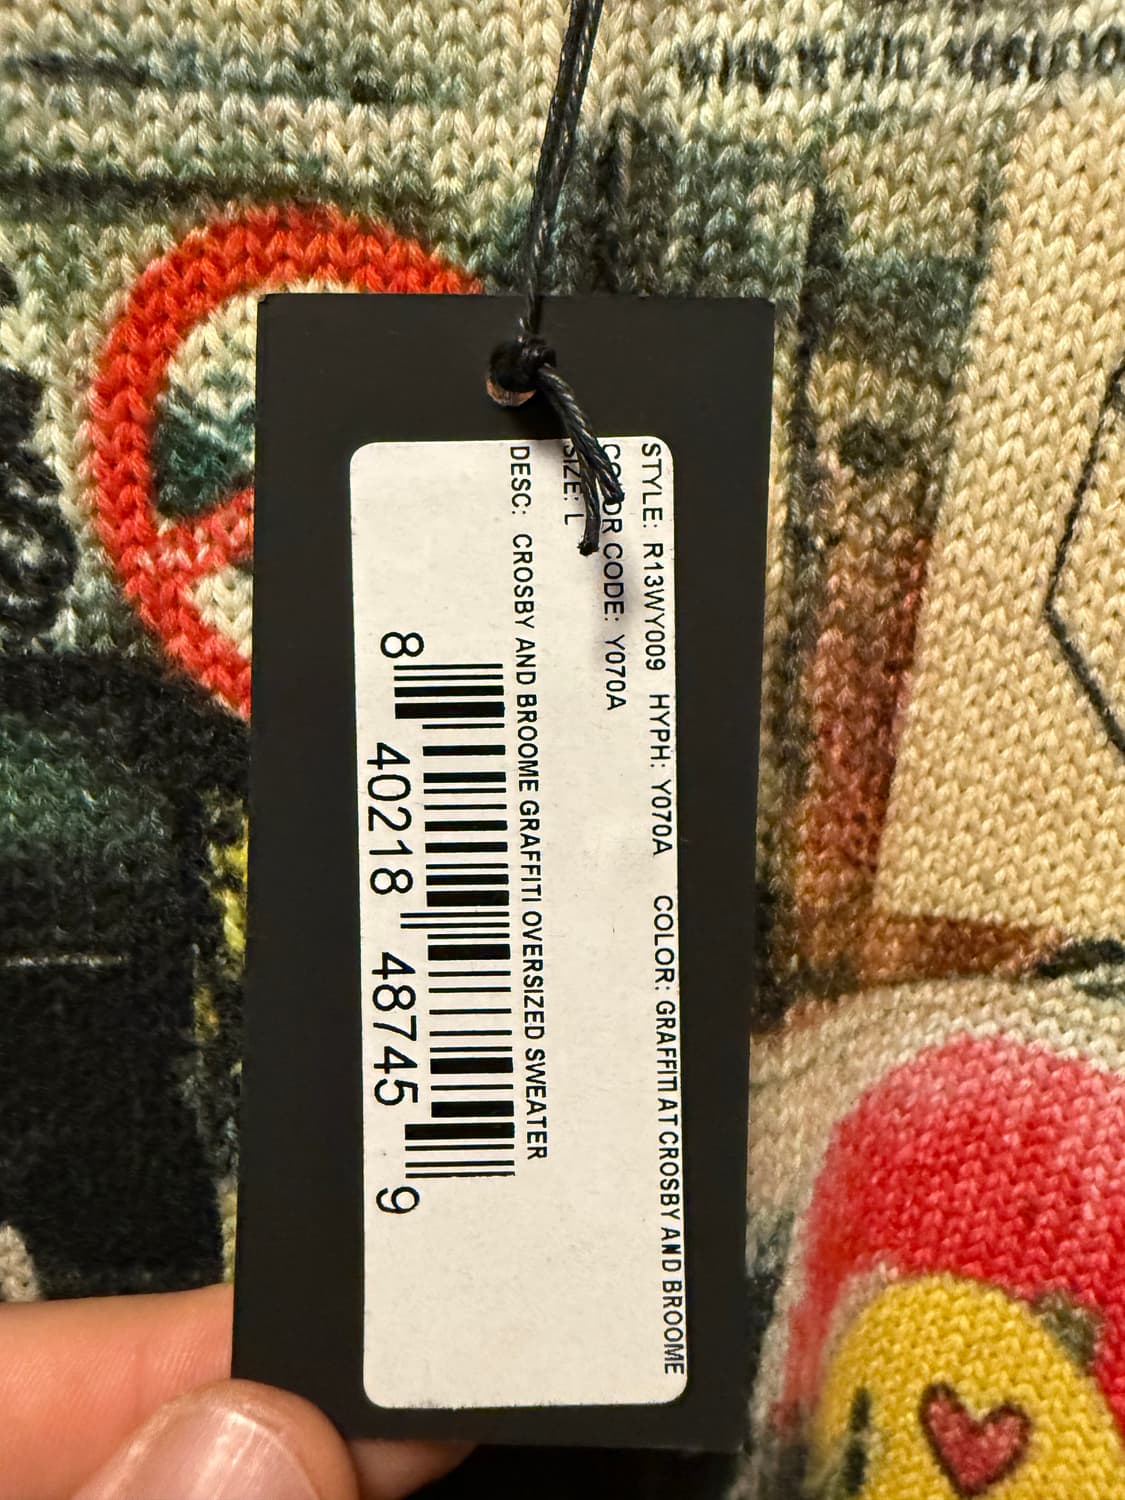 STYLE: R13WY009 HYPH: Y070A COLOR: GRAFFITI AT CROSBY AND BROOME
COLOR CODE: Y070A
SIZE: L
DESC: CROSBY AND BROOME GRAFFITI OVERSIZED SWEATER
8 40218 48745 9